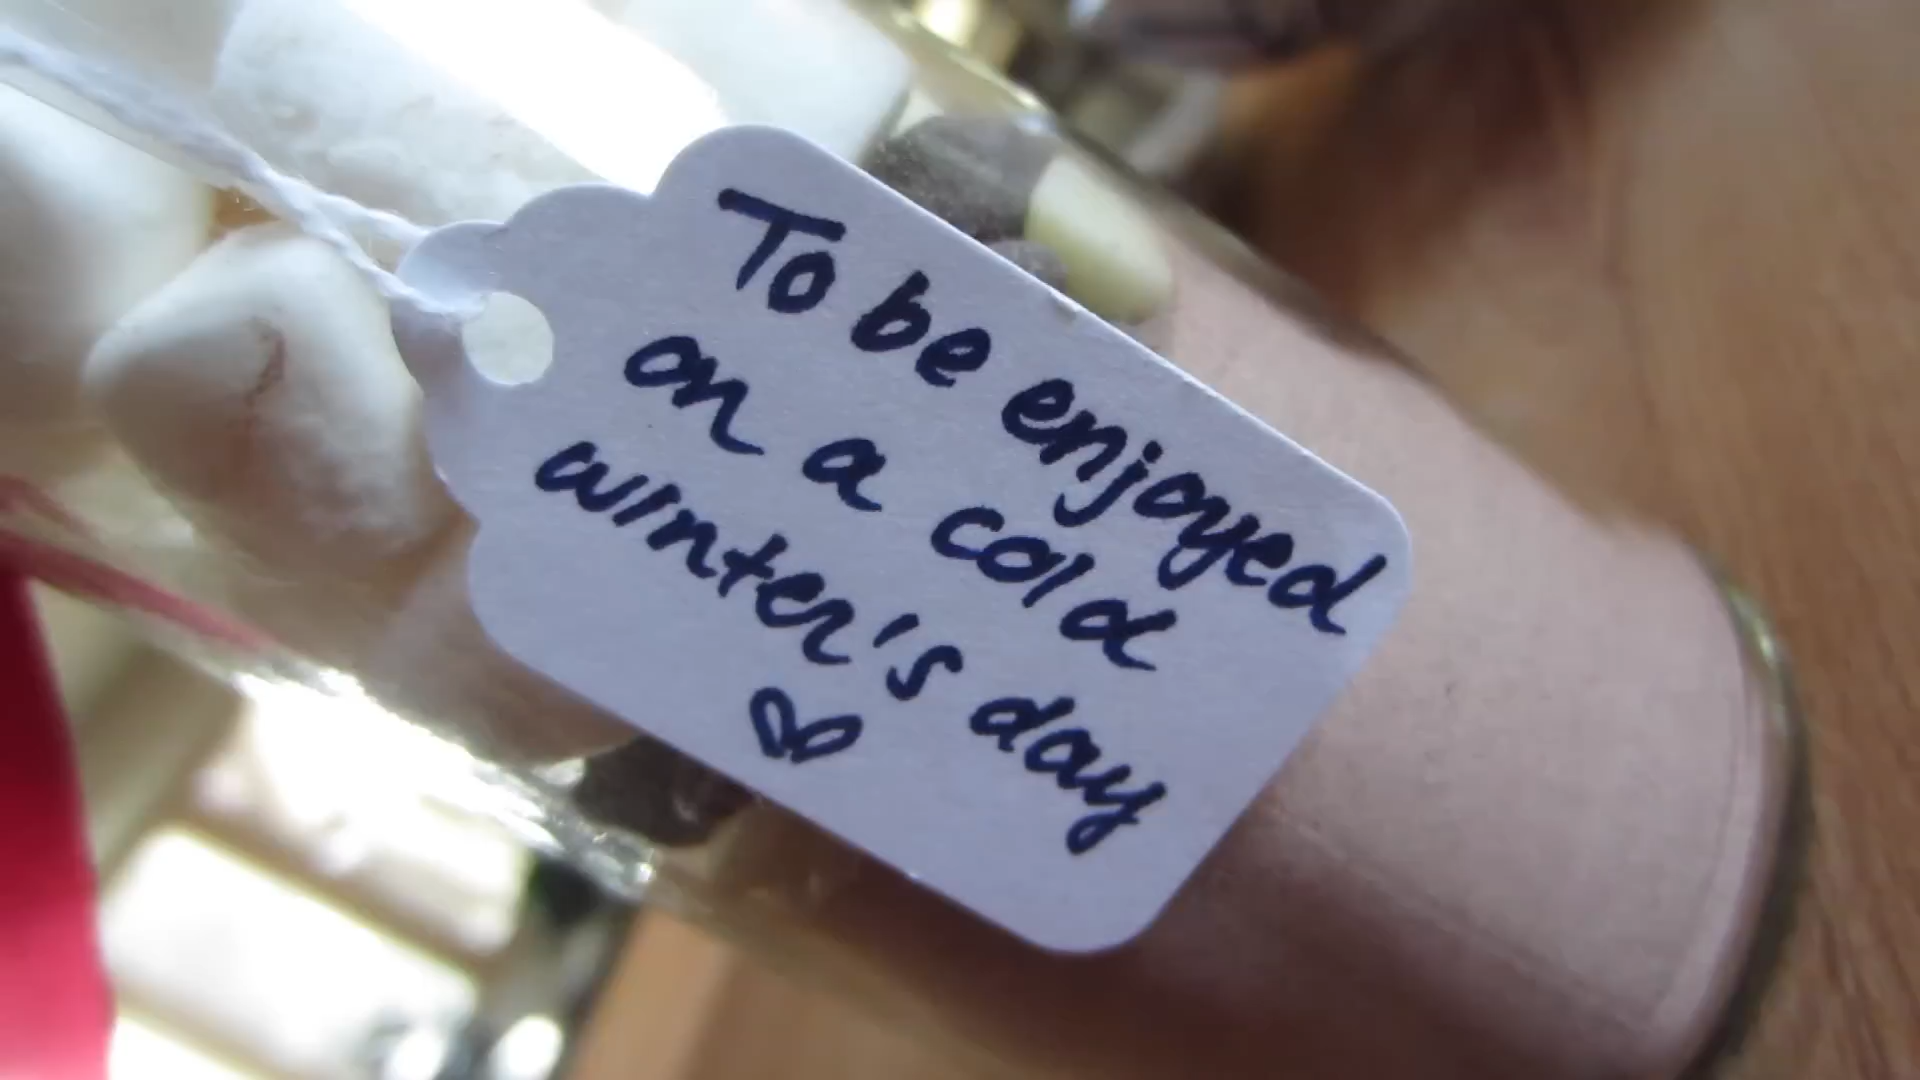 To be enjoyed
on a cold
winter's day
♡